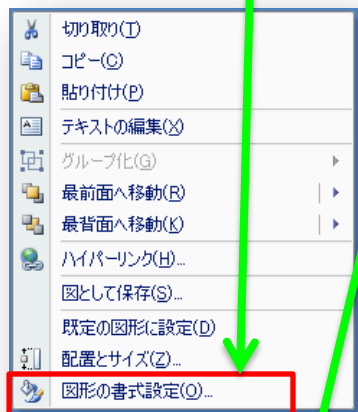 切り取り(T)
コピー(C)
貼り付け(P)
テキストの編集(X)
グループ化(G)
最前面へ移動(R)
最背面へ移動(K)
ハイパーリンク(H)...
図として保存(S)...
既定の図形に設定(D)
配置とサイズ(Z)...
図形の書式設定(O)...